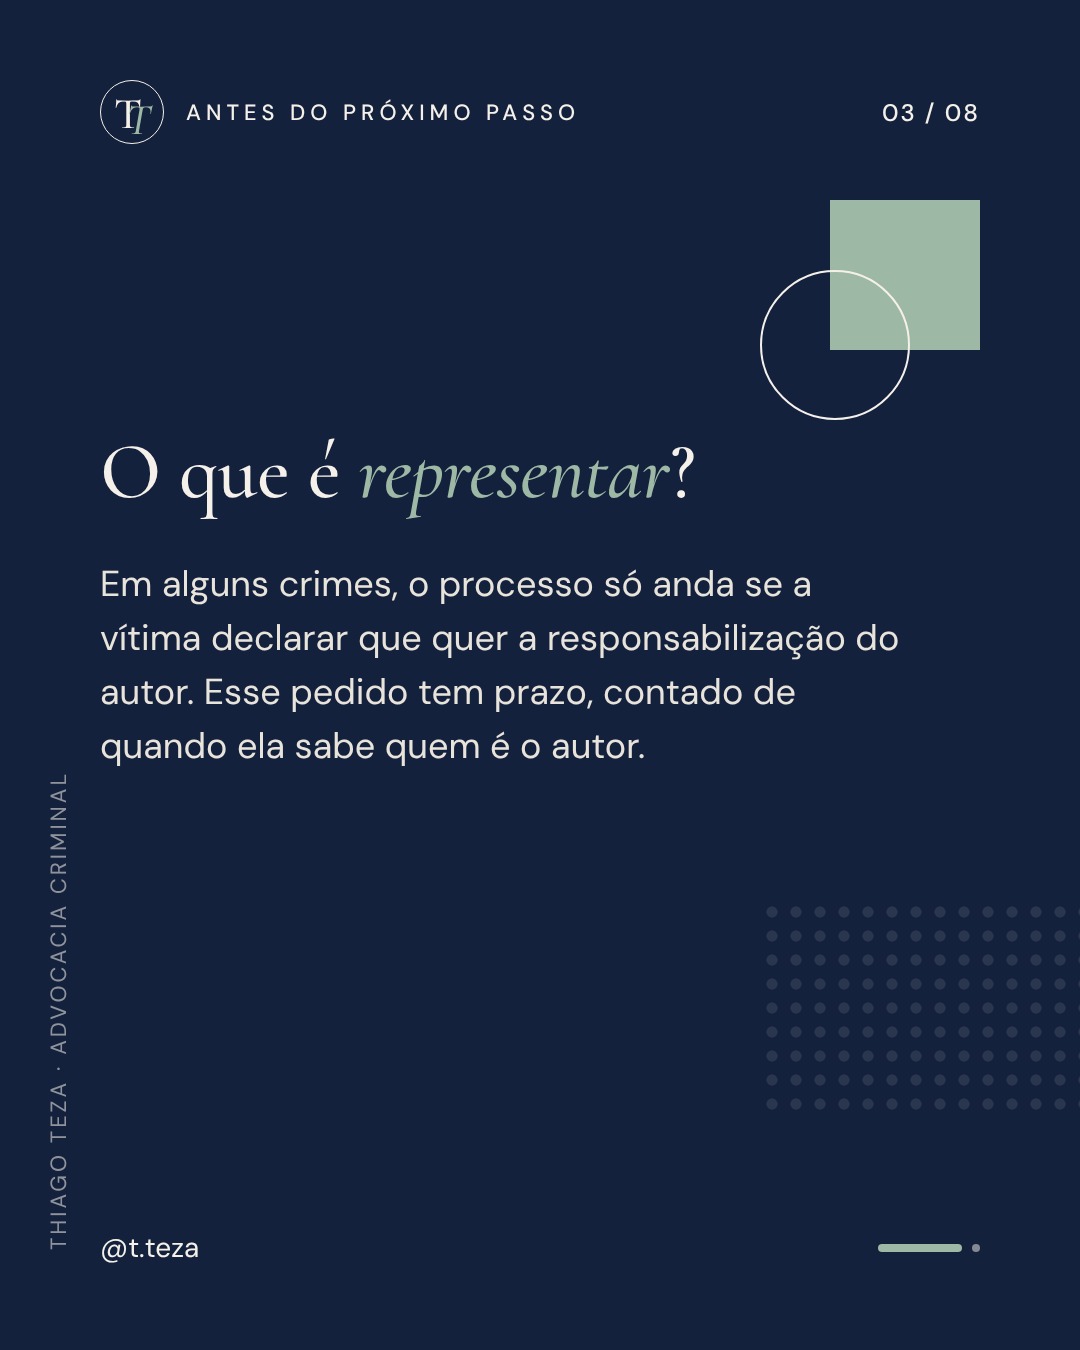 TT
ANTES DO PRÓXIMO PASSO
03 / 08
O que é representar?
Em alguns crimes, o processo só anda se a
vítima declarar que quer a responsabilização do
autor. Esse pedido tem prazo, contado de
quando ela sabe quem é o autor.
THIAGO TEZA · ADVOCACIA CRIMINAL
@t.teza